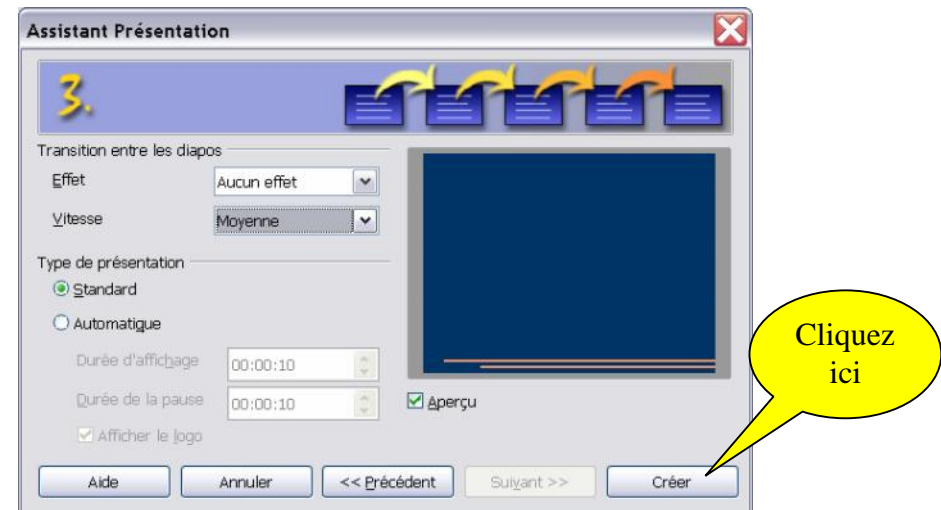 Assistant Présentation
3.
Transition entre les diapos
Effet Aucun effet
Vitesse Moyenne
Type de présentation
Standard
Automatique
Durée d'affichage 00:00:10
Durée de la pause 00:00:10
Afficher le logo
Aperçu
Cliquez
ici
Aide Annuler << Précédent Suivant >> Créer